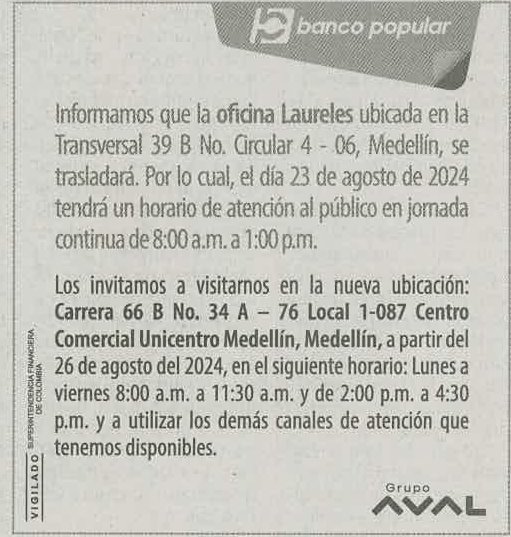 banco popular
Informamos que la oficina Laureles ubicada en la
Transversal 39 B No. Circular 4 - 06, Medellín, se
trasladará. Por lo cual, el día 23 de agosto de 2024
tendrá un horario de atención al público en jornada
continua de 8:00 a.m. a 1:00 p.m.
Los invitamos a visitarnos en la nueva ubicación:
Carrera 66 B No. 34 A – 76 Local 1-087 Centro
Comercial Unicentro Medellín, Medellín, a partir del
26 de agosto del 2024, en el siguiente horario: Lunes a
viernes 8:00 a.m. a 11:30 a.m. y de 2:00 p.m. a 4:30
p.m. y a utilizar los demás canales de atención que
tenemos disponibles.
VIGILADO SUPERINTENDENCIA FINANCIERA
DE COLOMBIA
Grupo
AVAL